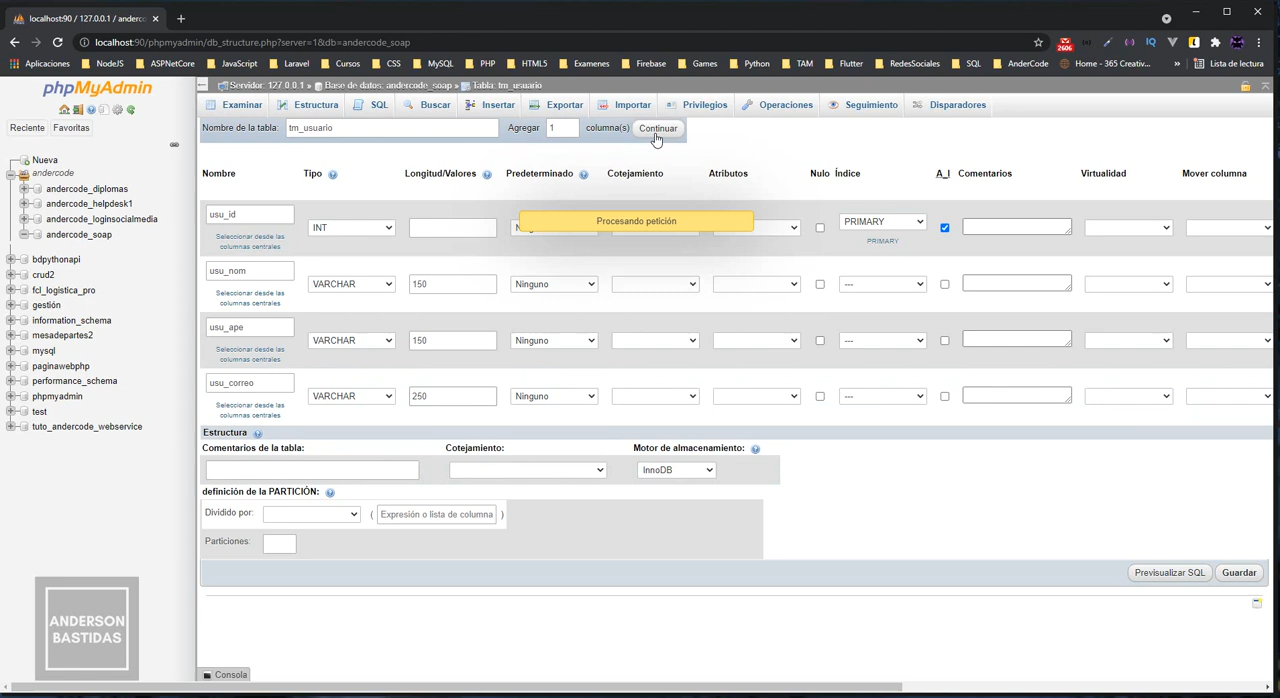 localhost:90 / 127.0.0.1 / anderco
localhost:90/phpmyadmin/db_structure.php?server=1&db=andercode_soap
2606
Aplicaciones NodeJS ASPNetCore JavaScript Laravel Cursos CSS MySQL PHP HTML5 Examenes Firebase Games Python TAM Flutter RedesSociales SQL AnderCode Home - 365 Creativ... » Lista de lectura
phpMyAdmin
Servidor: 127.0.0.1 » Base de datos: andercode_soap » Tabla: tm_usuario
Examinar Estructura SQL Buscar Insertar Exportar Importar Privilegios Operaciones Seguimiento Disparadores
Reciente Favoritas
Nombre de la tabla: tm_usuario Agregar 1 columna(s) Continuar
Nueva
andercode
andercode_diplomas
andercode_helpdesk1
andercode_loginsocialmedia
andercode_soap
bdpythonapi
crud2
fcl_logistica_pro
gestión
information_schema
mesadepartes2
mysql
paginawebphp
performance_schema
phpmyadmin
test
tuto_andercode_webservice
Nombre Tipo Longitud/Valores Predeterminado Cotejamiento Atributos Nulo Índice A_I Comentarios Virtualidad Mover columna
Procesando petición
usu_id INT PRIMARY
Seleccionar desde las
columnas centrales
PRIMARY
usu_nom VARCHAR 150 Ninguno ---
Seleccionar desde las
columnas centrales
usu_ape VARCHAR 150 Ninguno ---
Seleccionar desde las
columnas centrales
usu_correo VARCHAR 250 Ninguno ---
Seleccionar desde las
columnas centrales
Estructura
Comentarios de la tabla: Cotejamiento: Motor de almacenamiento:
InnoDB
definición de la PARTICIÓN:
Dividido por: ( Expresión o lista de columna )
Particiones:
Previsualizar SQL Guardar
ANDERSON
BASTIDAS
Consola